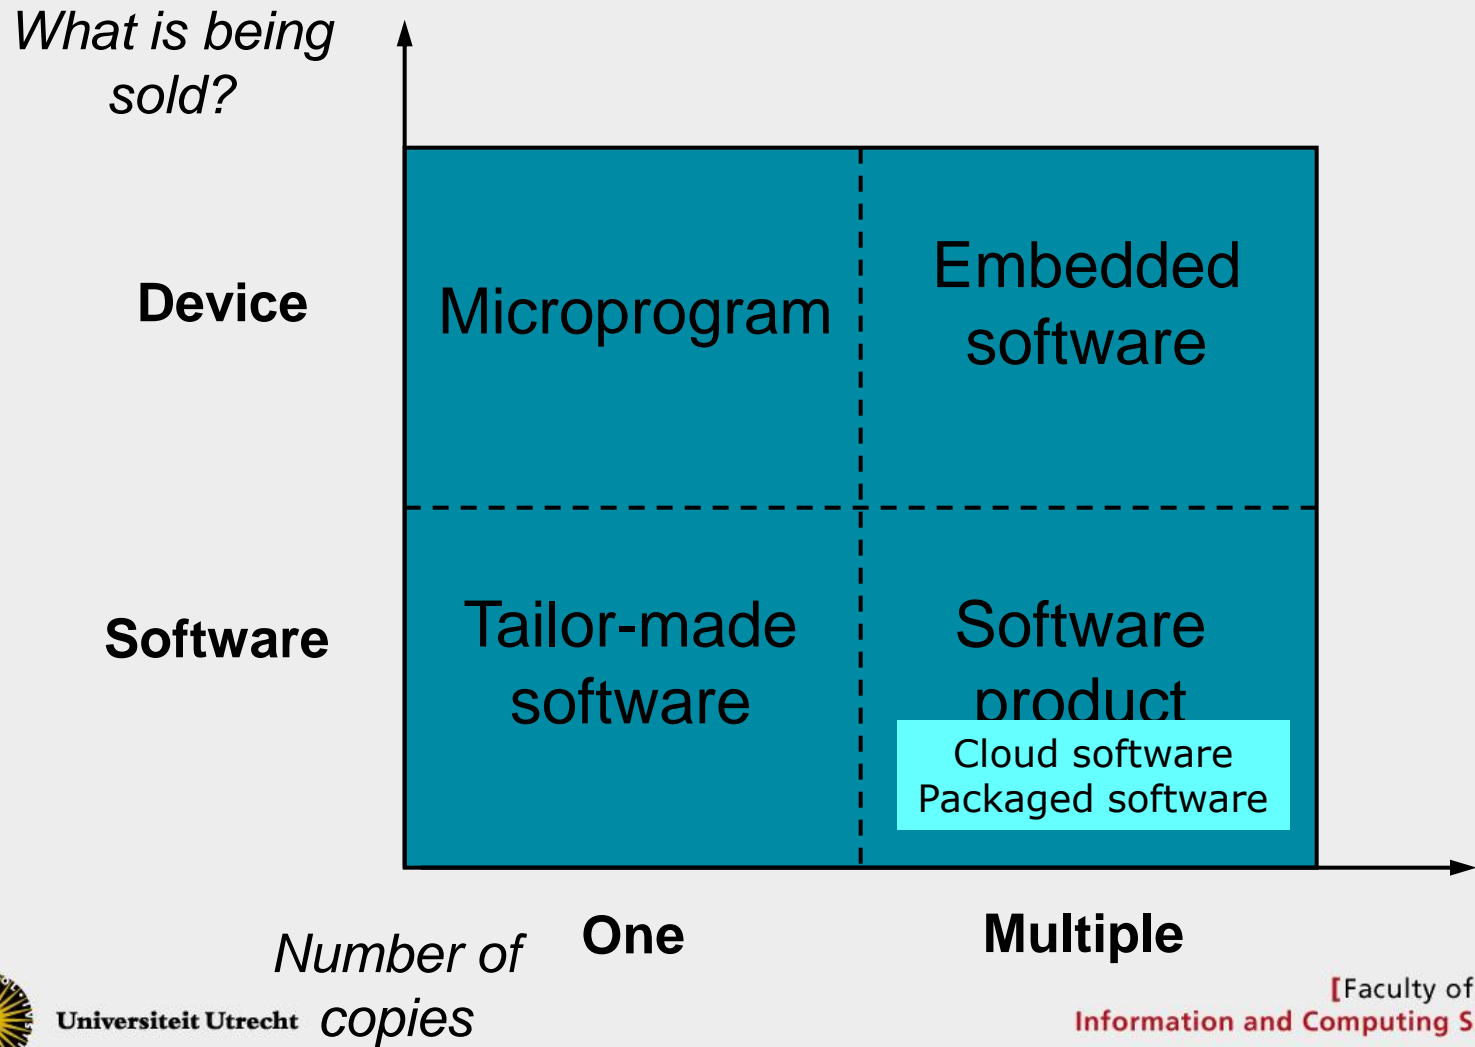 What is being
sold?
Device
Microprogram
Embedded
software
Software
Tailor-made
software
Software
product
Cloud software
Packaged software
One
Multiple
Number of
copies
Universiteit Utrecht
[Faculty of
Information and Computing S